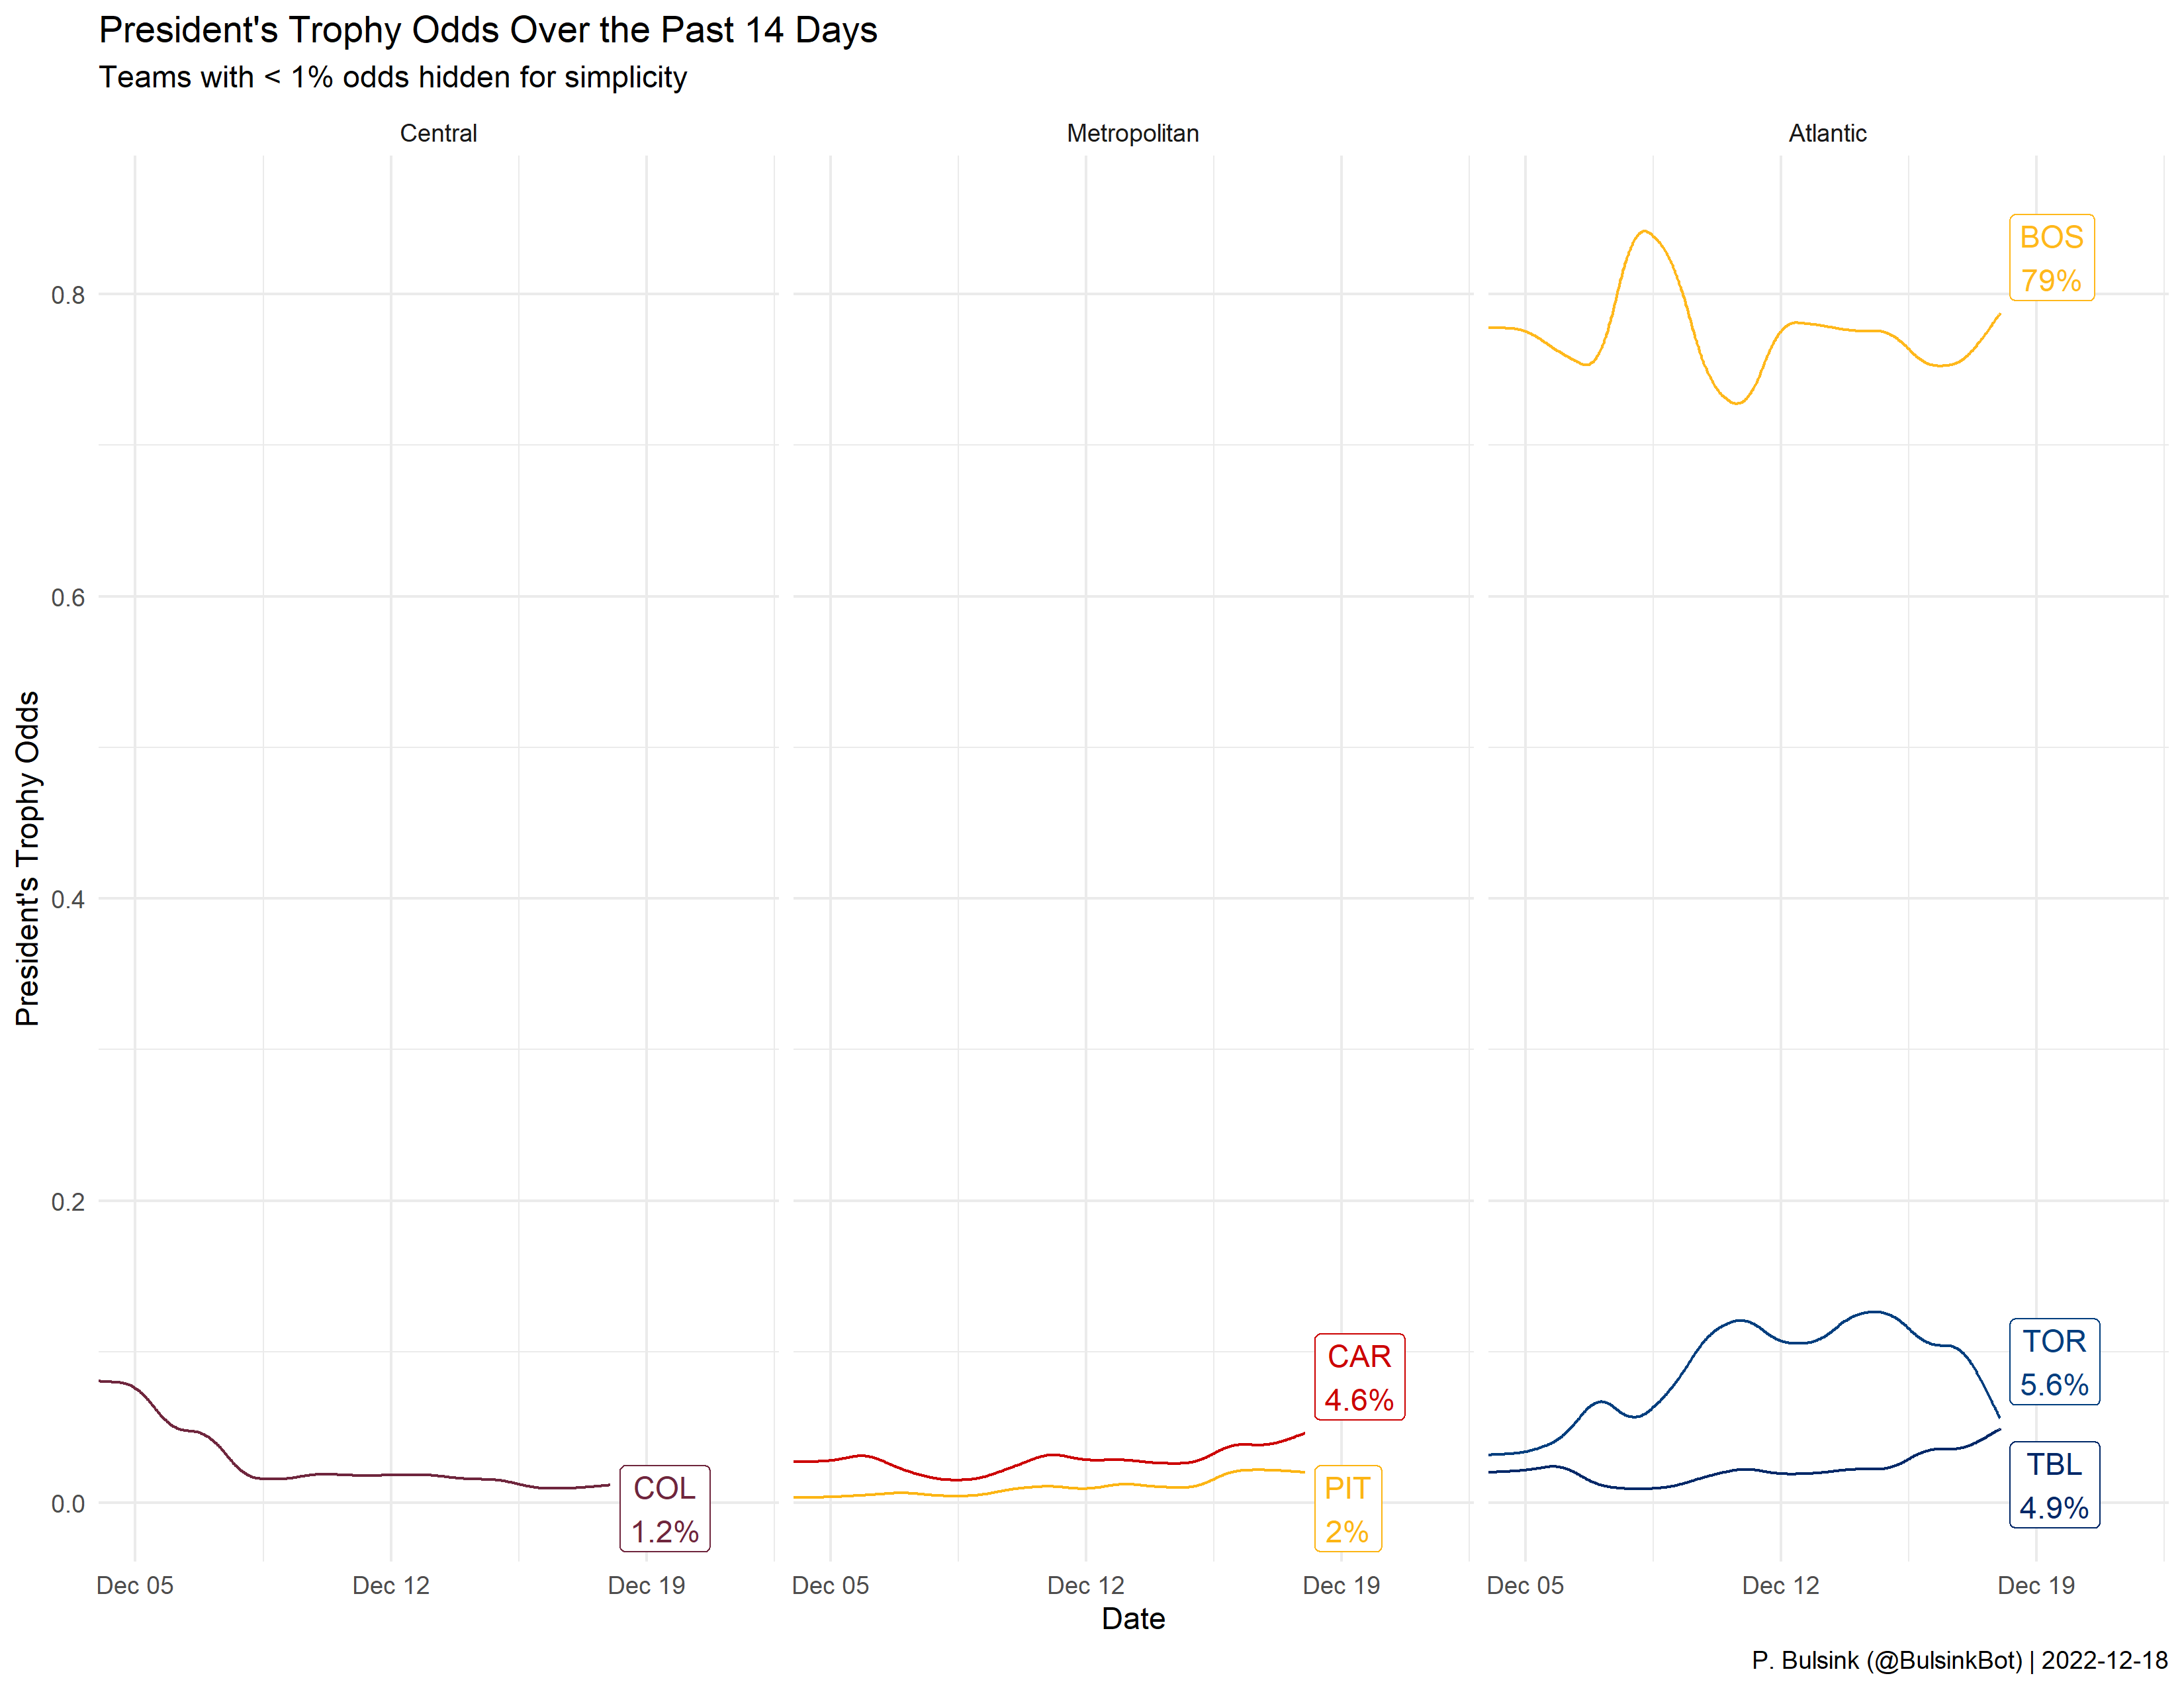 President's Trophy Odds Over the Past 14 Days
Teams with < 1% odds hidden for simplicity
Central
Metropolitan
Atlantic
President's Trophy Odds
0.8
0.6
0.4
0.2
0.0
COL
1.2%
CAR
4.6%
PIT
2%
BOS
79%
TOR
5.6%
TBL
4.9%
Dec 05
Dec 12
Dec 19
Dec 05
Dec 12
Dec 19
Dec 05
Dec 12
Dec 19
Date
P. Bulsink (@BulsinkBot) | 2022-12-18